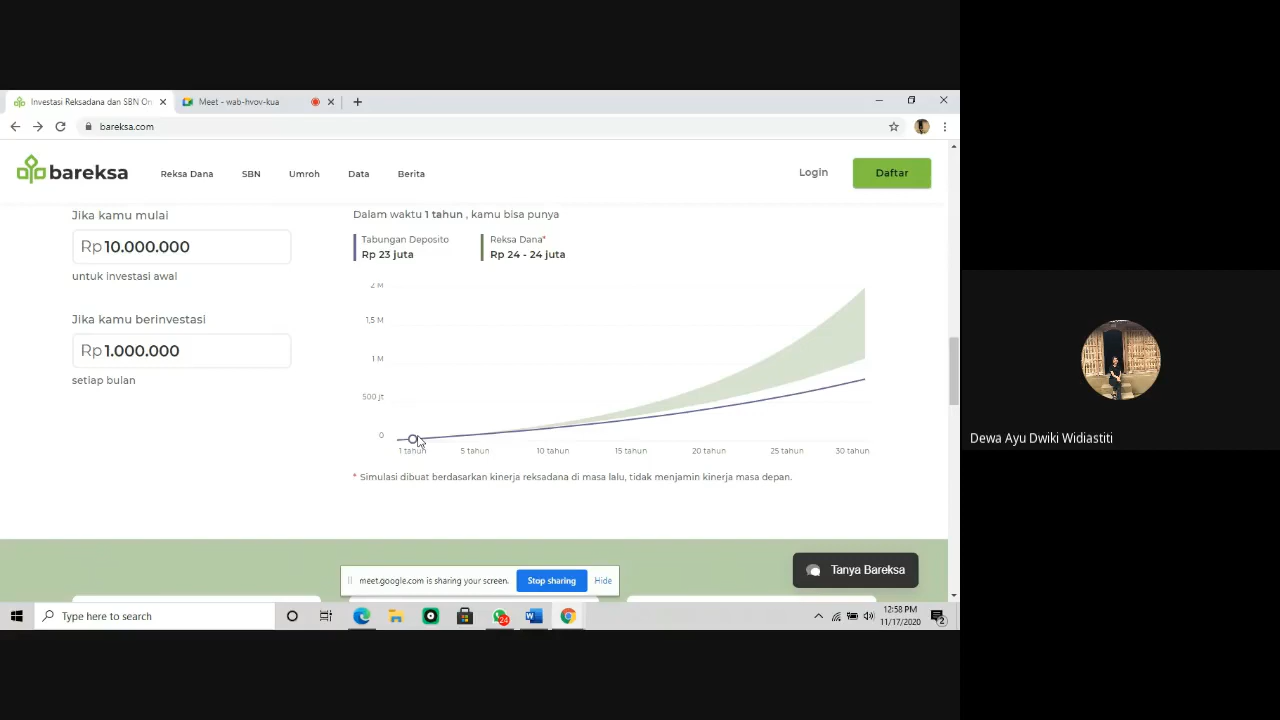 Investasi Reksadana dan SBN On
Meet - wab-hvov-kua
bareksa.com
bareksa
Reksa Dana
SBN
Umroh
Data
Berita
Login
Daftar
Jika kamu mulai
Rp 10.000.000
untuk investasi awal
Jika kamu berinvestasi
Rp 1.000.000
setiap bulan
Dalam waktu 1 tahun , kamu bisa punya
Tabungan Deposito
Rp 23 juta
Reksa Dana*
Rp 24 - 24 juta
2 M
1,5 M
1 M
500 jt
0
1 tahun
5 tahun
10 tahun
15 tahun
20 tahun
25 tahun
30 tahun
* Simulasi dibuat berdasarkan kinerja reksadana di masa lalu, tidak menjamin kinerja masa depan.
Tanya Bareksa
meet.google.com is sharing your screen.
Stop sharing
Hide
Type here to search
24
12:58 PM
11/17/2020
2
Dewa Ayu Dwiki Widiastiti